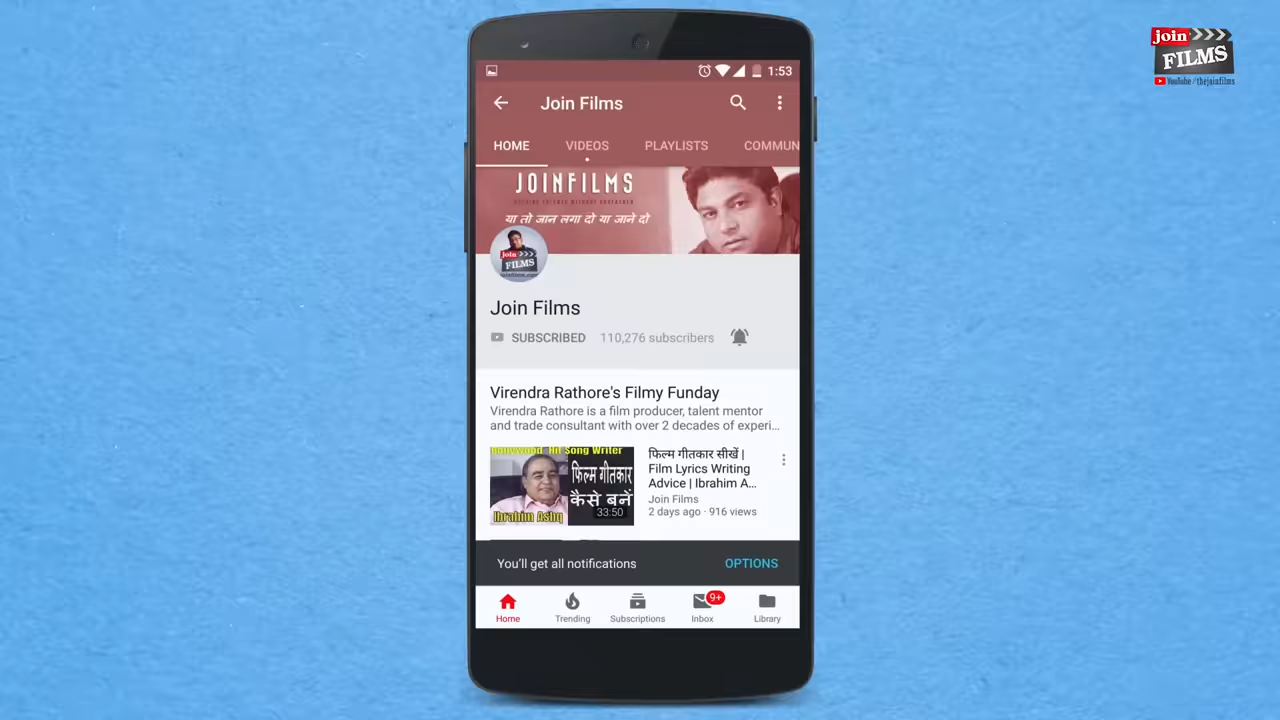 join
FILMS
YouTube / thejoinfilms
1:53
Join Films
HOME VIDEOS PLAYLISTS COMMUN
JOINFILMS
या तो जान लगा दो या जाने दो
join
FILMS
Join Films
SUBSCRIBED 110,276 subscribers
Virendra Rathore's Filmy Funday
Virendra Rathore is a film producer, talent mentor
and trade consultant with over 2 decades of experi...
Bollywood Hit Song Writer
फिल्म गीतकार
कैसे बनें
Ibrahim Ashq
33:50
फिल्म गीतकार सीखें |
Film Lyrics Writing
Advice | Ibrahim A...
Join Films
2 days ago · 916 views
You'll get all notifications OPTIONS
9+
Home Trending Subscriptions Inbox Library